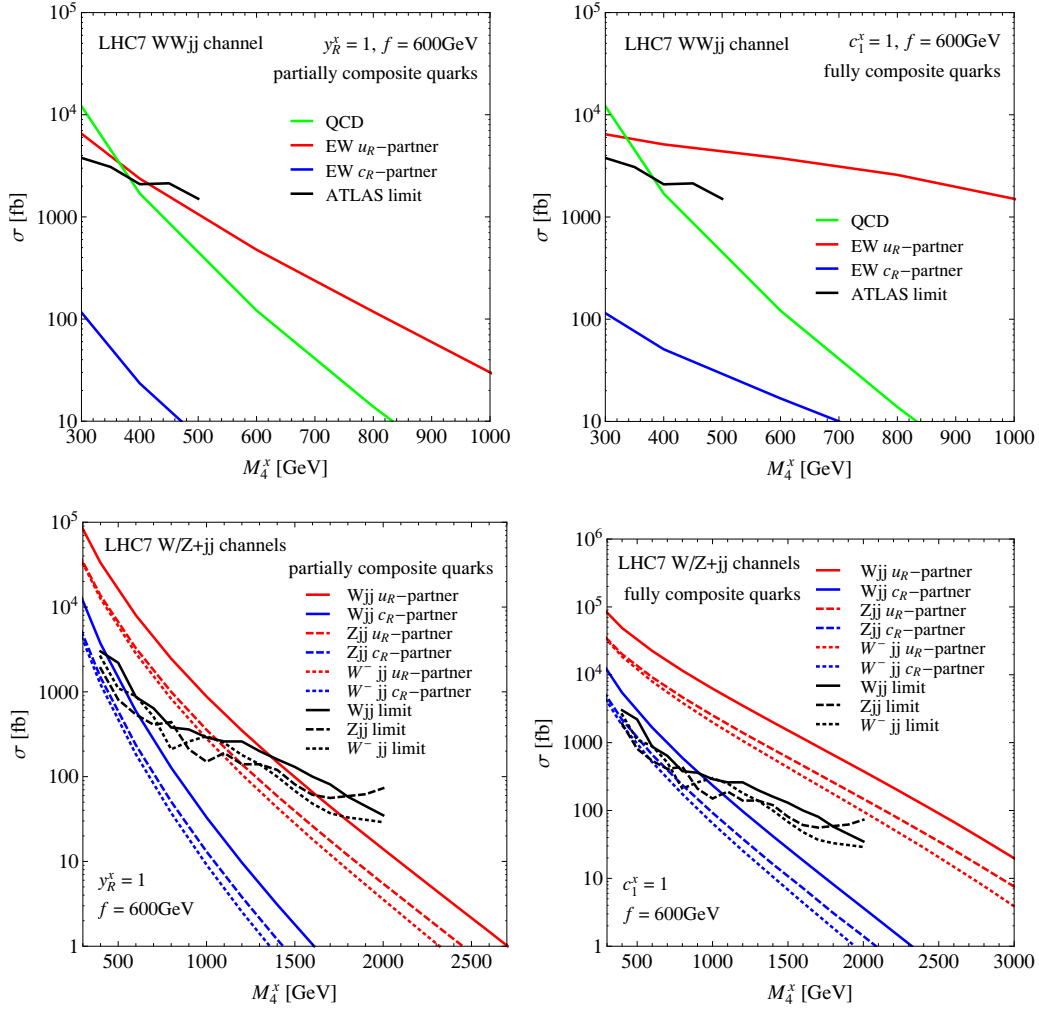 LHC7 WWjj channel
y_R^x = 1, f = 600GeV
partially composite quarks
QCD
EW u_R−partner
EW c_R−partner
ATLAS limit
10^5
10^4
1000
100
10
σ [fb]
300 400 500 600 700 800 900 1000
M_4^x [GeV]
LHC7 WWjj channel
c_1^x = 1, f = 600GeV
fully composite quarks
QCD
EW u_R−partner
EW c_R−partner
ATLAS limit
10^5
10^4
1000
100
10
σ [fb]
300 400 500 600 700 800 900 1000
M_4^x [GeV]
LHC7 W/Z+jj channels
partially composite quarks
Wjj u_R−partner
Wjj c_R−partner
Zjj u_R−partner
Zjj c_R−partner
W^− jj u_R−partner
W^− jj c_R−partner
Wjj limit
Zjj limit
W^− jj limit
y_R^x = 1
f = 600GeV
10^5
10^4
1000
100
10
1
σ [fb]
500 1000 1500 2000 2500
M_4^x [GeV]
LHC7 W/Z+jj channels
fully composite quarks
Wjj u_R−partner
Wjj c_R−partner
Zjj u_R−partner
Zjj c_R−partner
W^− jj u_R−partner
W^− jj c_R−partner
Wjj limit
Zjj limit
W^− jj limit
c_1^x = 1
f = 600GeV
10^6
10^5
10^4
1000
100
10
1
σ [fb]
500 1000 1500 2000 2500 3000
M_4^x [GeV]